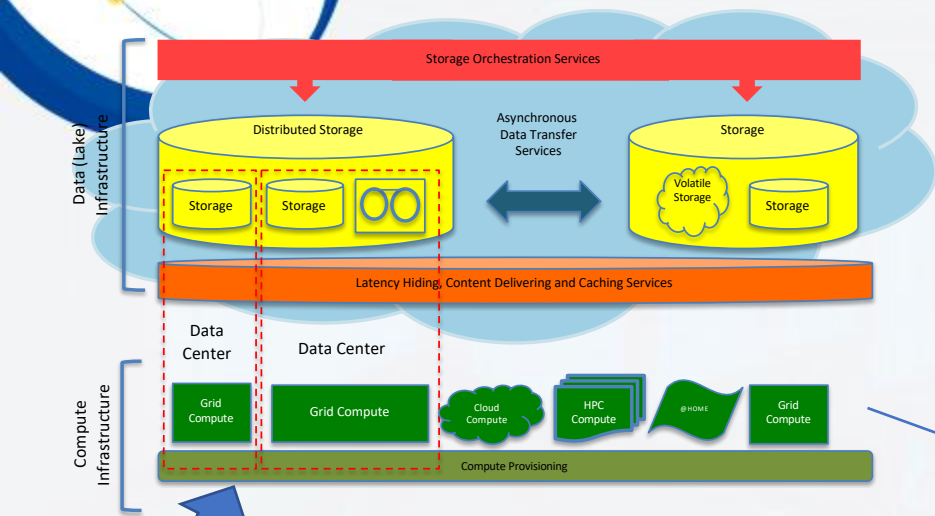 Storage Orchestration Services
Data (Lake)
Infrastructure
Distributed Storage
Asynchronous
Data Transfer
Services
Storage
Storage
Storage
Volatile
Storage
Storage
Latency Hiding, Content Delivering and Caching Services
Data
Center
Data Center
Compute
Infrastructure
Grid
Compute
Grid Compute
Cloud
Compute
HPC
Compute
@HOME
Grid
Compute
Compute Provisioning